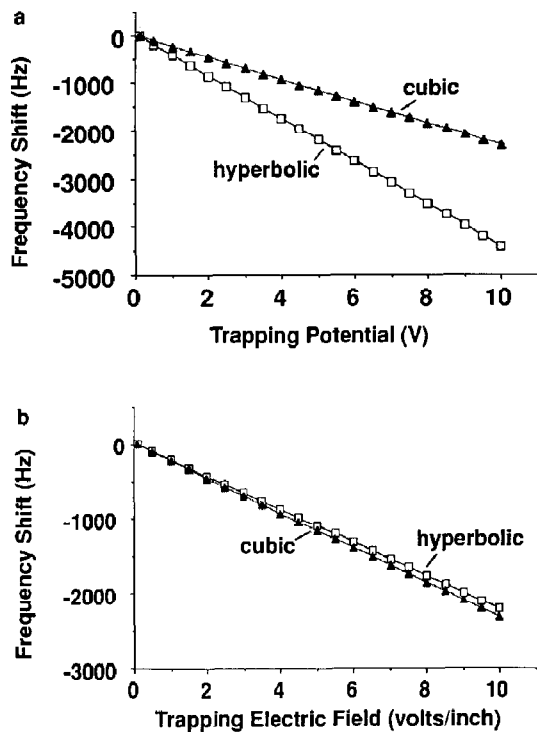 a
0
-1000
-2000
-3000
-4000
-5000
Frequency Shift (Hz)
cubic
hyperbolic
0 2 4 6 8 10
Trapping Potential (V)
b
0
-1000
-2000
-3000
Frequency Shift (Hz)
cubic
hyperbolic
0 2 4 6 8 10
Trapping Electric Field (volts/inch)